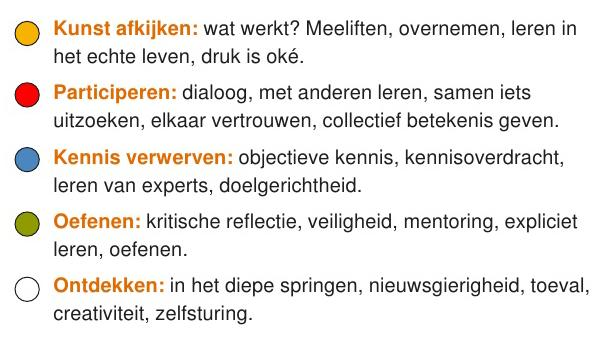 Kunst afkijken: wat werkt? Meeliften, overnemen, leren in
het echte leven, druk is oké.
Participeren: dialoog, met anderen leren, samen iets
uitzoeken, elkaar vertrouwen, collectief betekenis geven.
Kennis verwerven: objectieve kennis, kennisoverdracht,
leren van experts, doelgerichtheid.
Oefenen: kritische reflectie, veiligheid, mentoring, expliciet
leren, oefenen.
Ontdekken: in het diepe springen, nieuwsgierigheid, toeval,
creativiteit, zelfsturing.